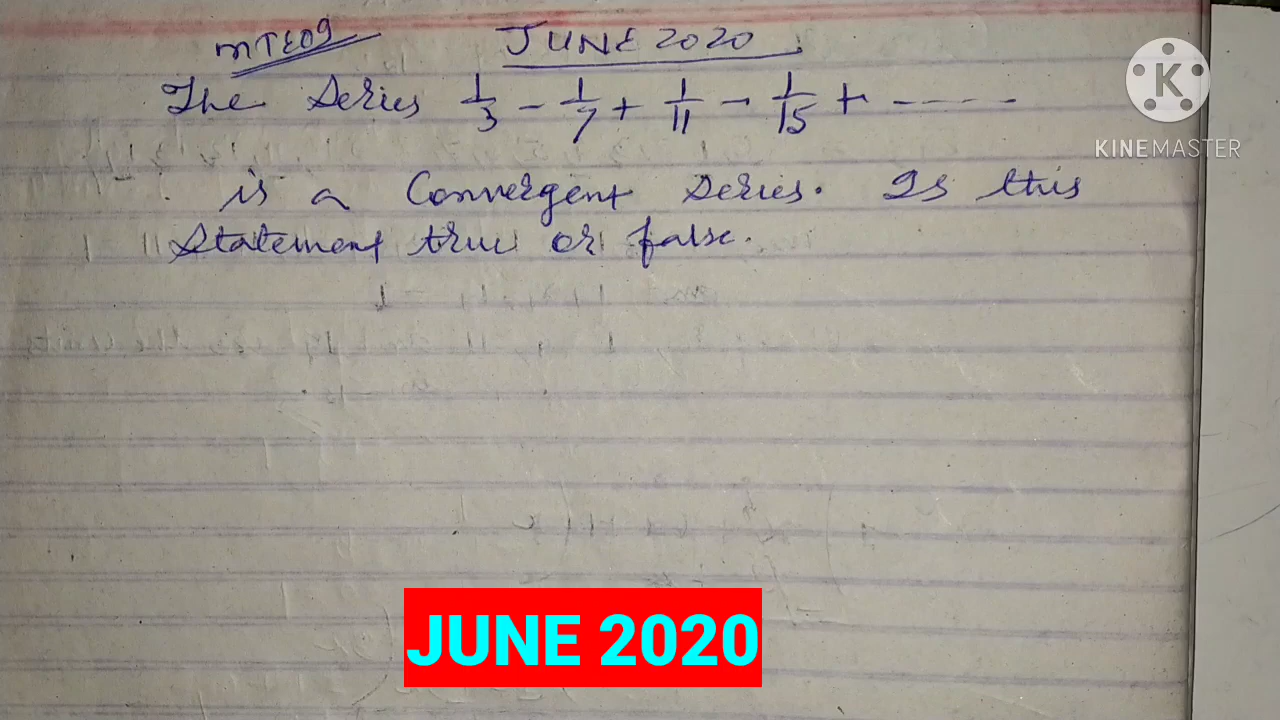 MTE09 JUNE 2020
The Series 1/3 - 1/7 + 1/11 - 1/15 + -----
is a Convergent Series. Is this
Statement true or false.
K
KINEMASTER
JUNE 2020